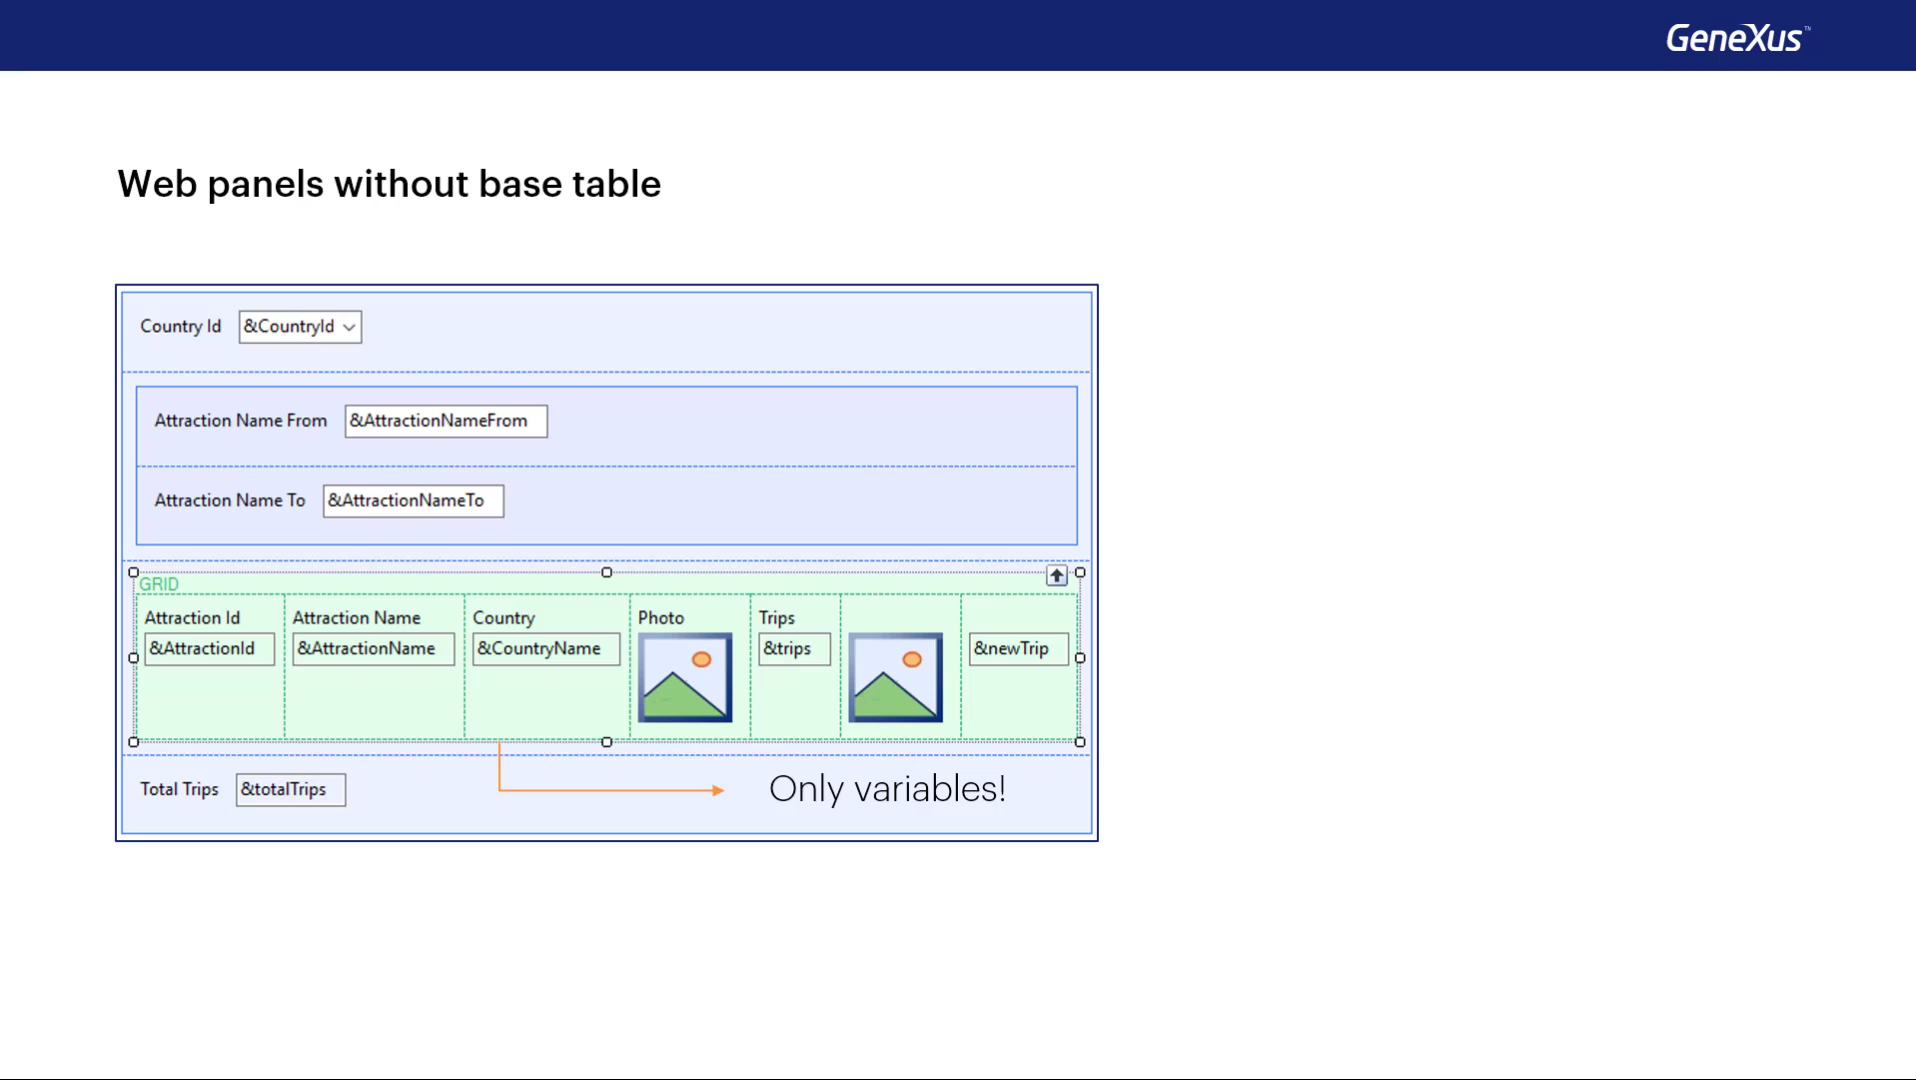 GeneXus™
Web panels without base table
Country Id &CountryId
Attraction Name From &AttractionNameFrom
Attraction Name To &AttractionNameTo
GRID
Attraction Id Attraction Name Country Photo Trips
&AttractionId &AttractionName &CountryName &trips &newTrip
Total Trips &totalTrips Only variables!